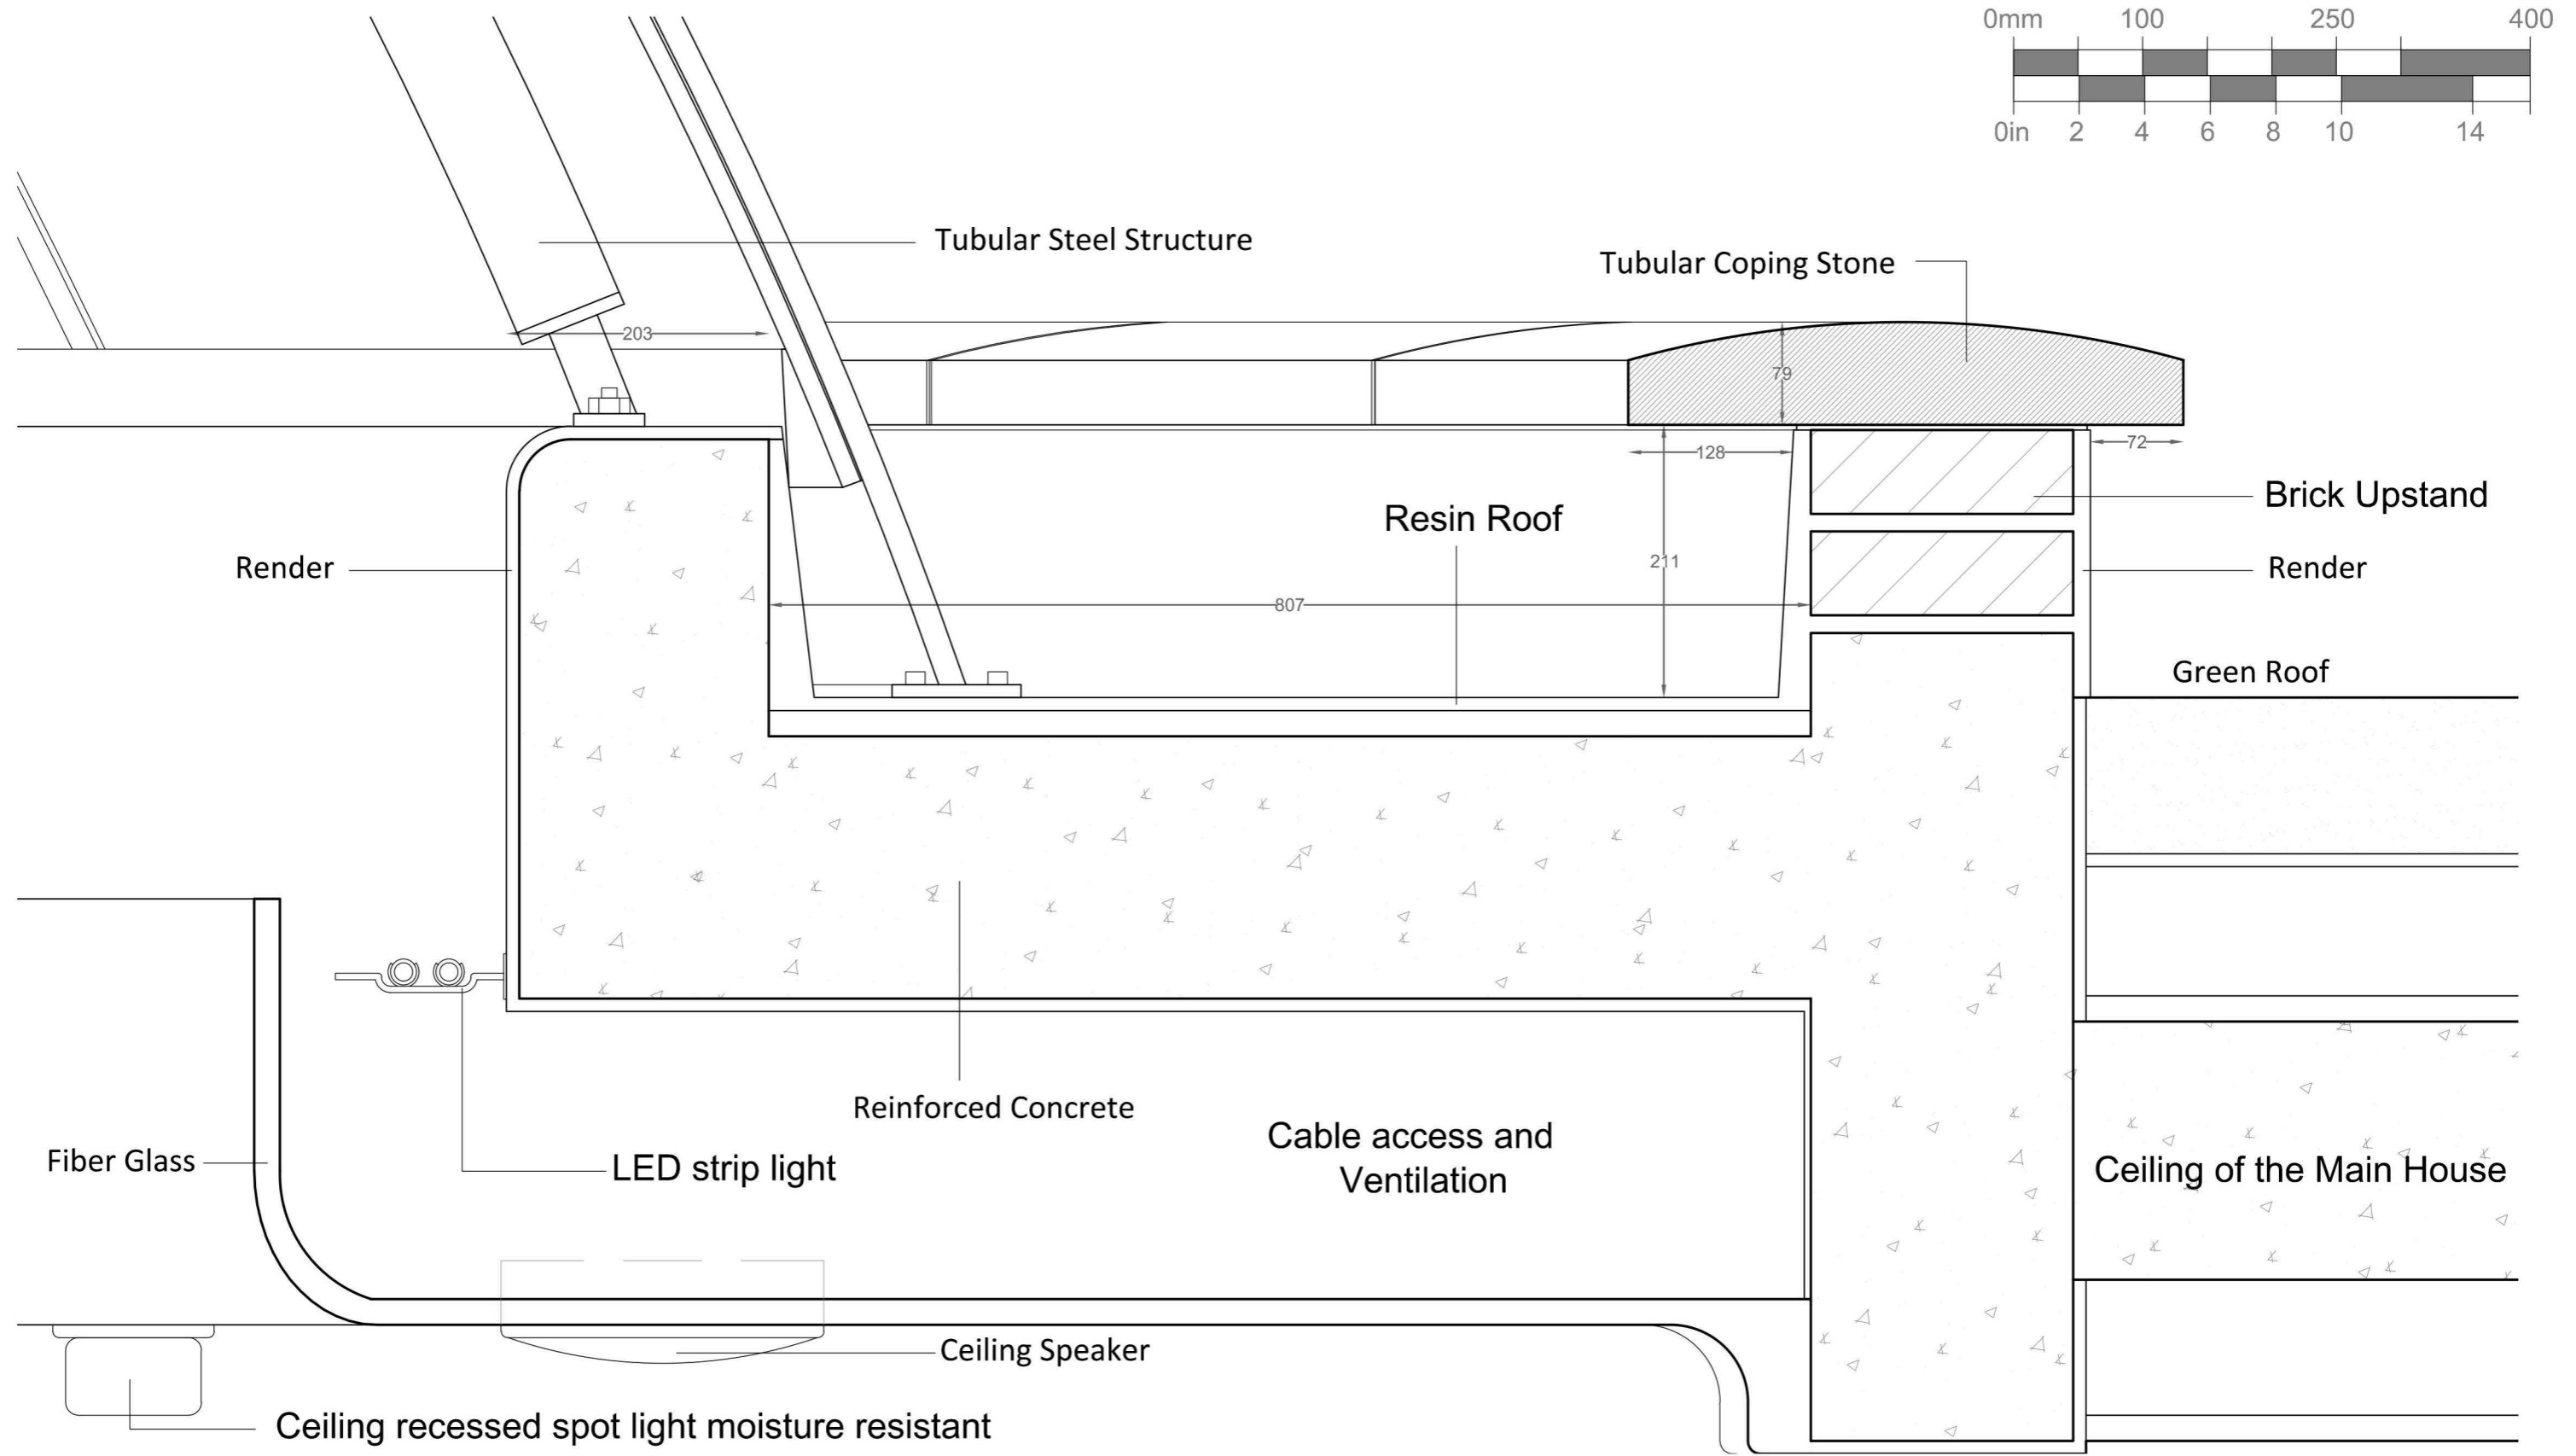 0mm 100 250 400
0in 2 4 6 8 10 14
Tubular Steel Structure
Tubular Coping Stone
203
79
128
72
Brick Upstand
Resin Roof
211
Render
Render
807
Green Roof
Reinforced Concrete
Cable access and
Ventilation
Fiber Glass
LED strip light
Ceiling of the Main House
Ceiling Speaker
Ceiling recessed spot light moisture resistant